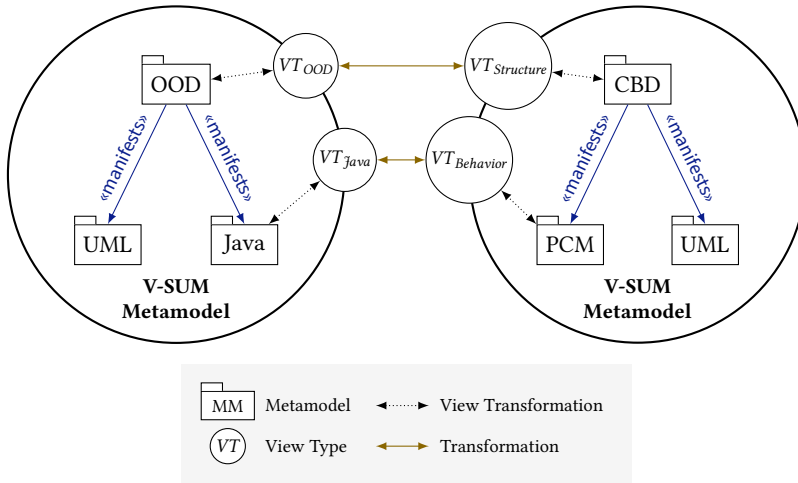 VT_OOD
VT_Structure
OOD
CBD
«manifests»
«manifests»
«manifests»
«manifests»
VT_Java
VT_Behavior
UML
Java
PCM
UML
V-SUM
Metamodel
V-SUM
Metamodel
MM
Metamodel
View Transformation
VT
View Type
Transformation